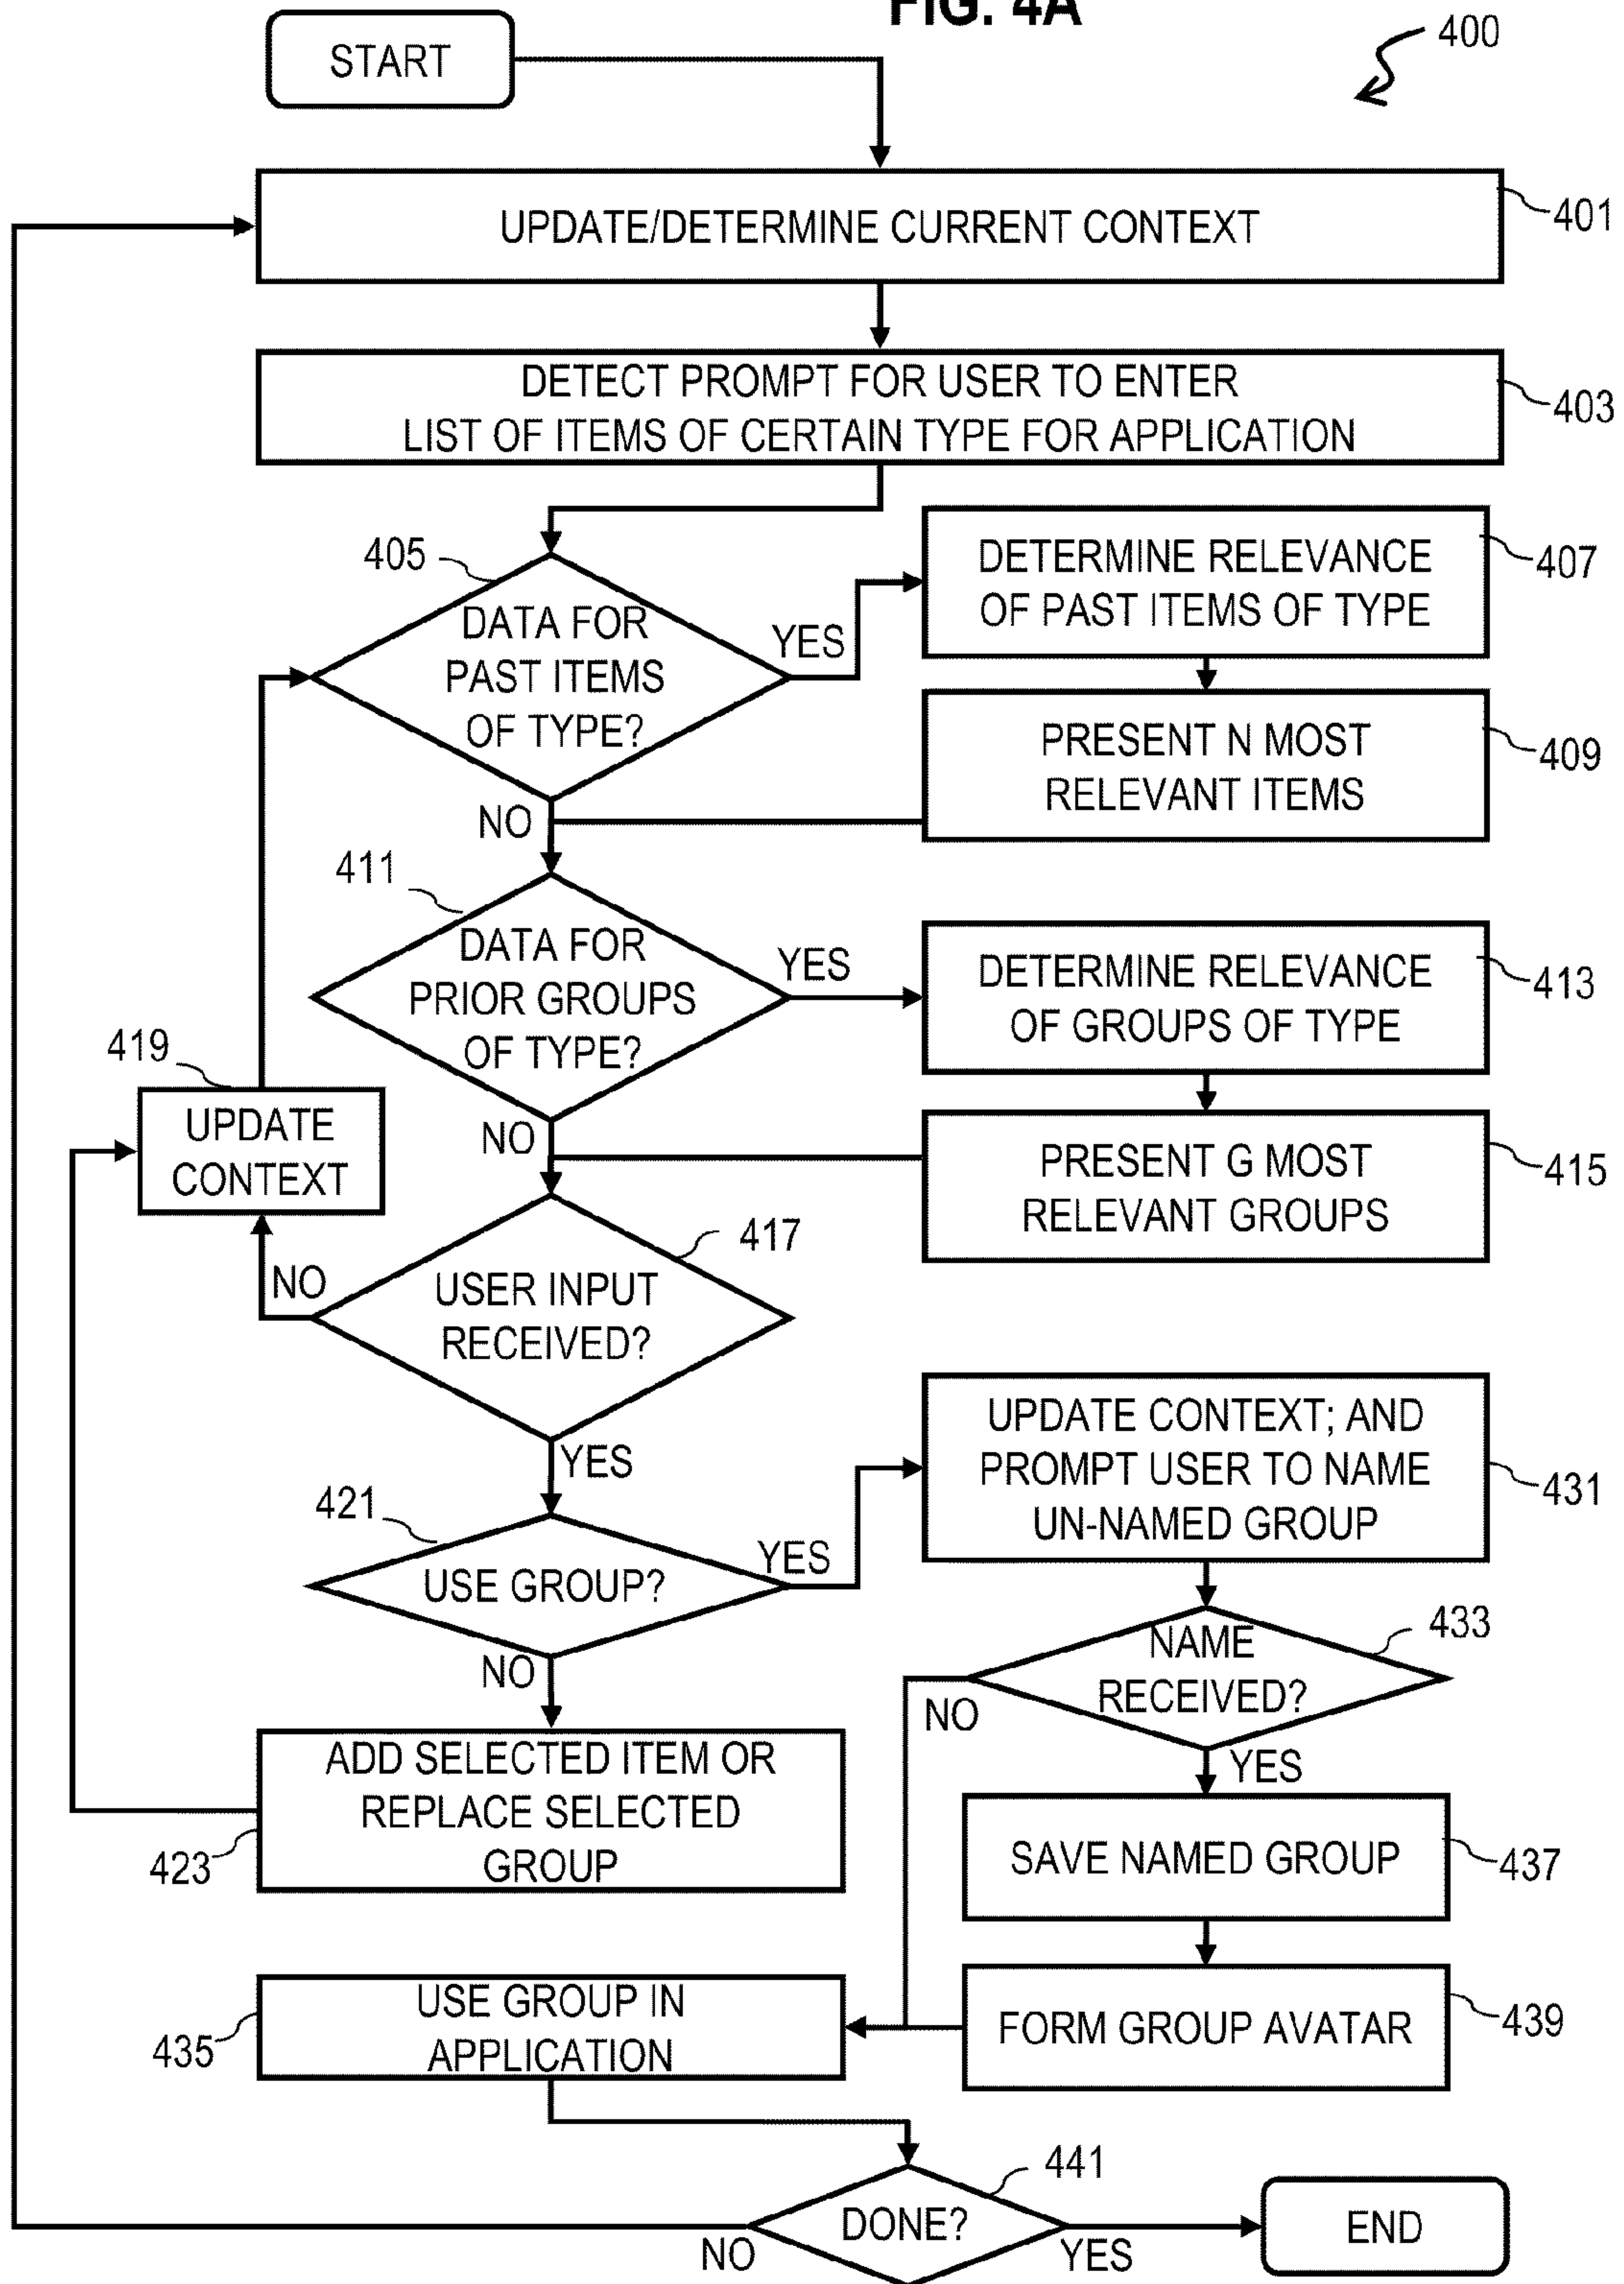 FIG. 4A
400
START
UPDATE/DETERMINE CURRENT CONTEXT
401
DETECT PROMPT FOR USER TO ENTER
LIST OF ITEMS OF CERTAIN TYPE FOR APPLICATION
403
405
DATA FOR
PAST ITEMS
OF TYPE?
YES
NO
DETERMINE RELEVANCE
OF PAST ITEMS OF TYPE
407
PRESENT N MOST
RELEVANT ITEMS
409
411
DATA FOR
PRIOR GROUPS
OF TYPE?
YES
NO
DETERMINE RELEVANCE
OF GROUPS OF TYPE
413
PRESENT G MOST
RELEVANT GROUPS
415
419
UPDATE
CONTEXT
417
USER INPUT
RECEIVED?
NO
YES
421
USE GROUP?
YES
NO
UPDATE CONTEXT; AND
PROMPT USER TO NAME
UN-NAMED GROUP
431
433
NAME
RECEIVED?
NO
YES
ADD SELECTED ITEM OR
REPLACE SELECTED
GROUP
423
SAVE NAMED GROUP
437
FORM GROUP AVATAR
439
USE GROUP IN
APPLICATION
435
441
DONE?
NO
YES
END